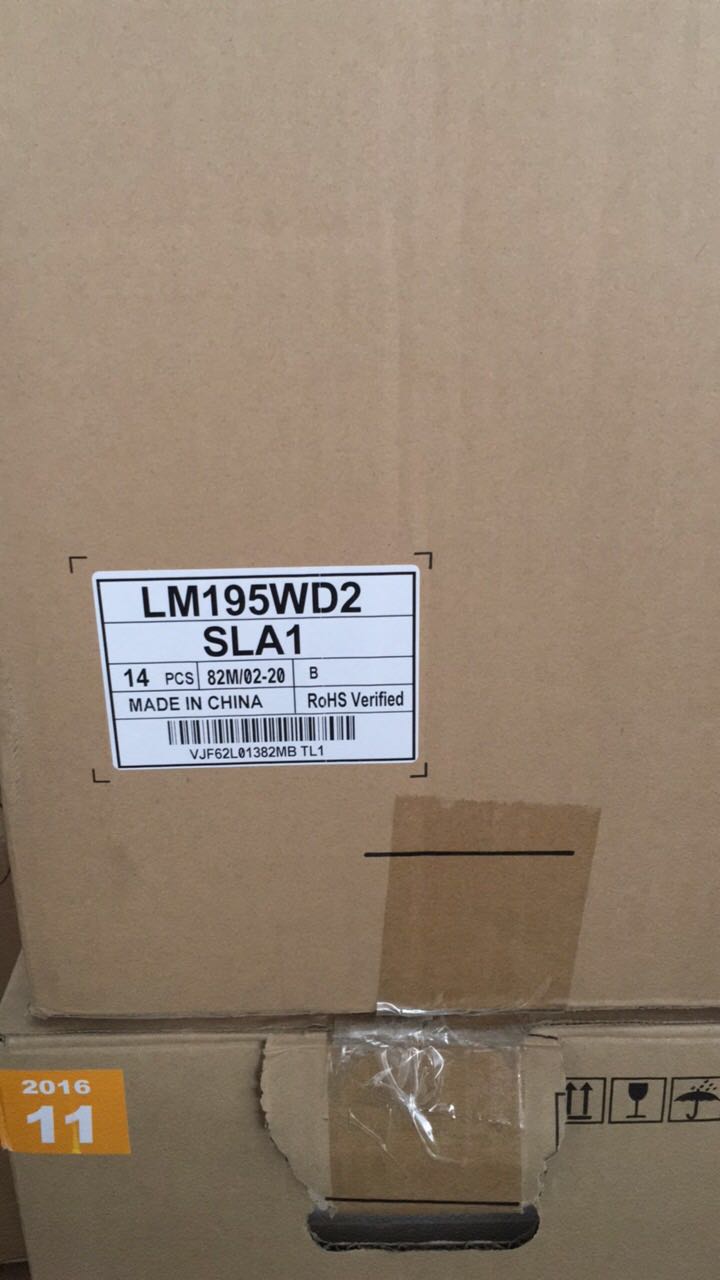 LM195WD2
SLA1
14 PCS 82M/02-20 B
MADE IN CHINA RoHS Verified
VJF62L01382MB TL1
2016
11